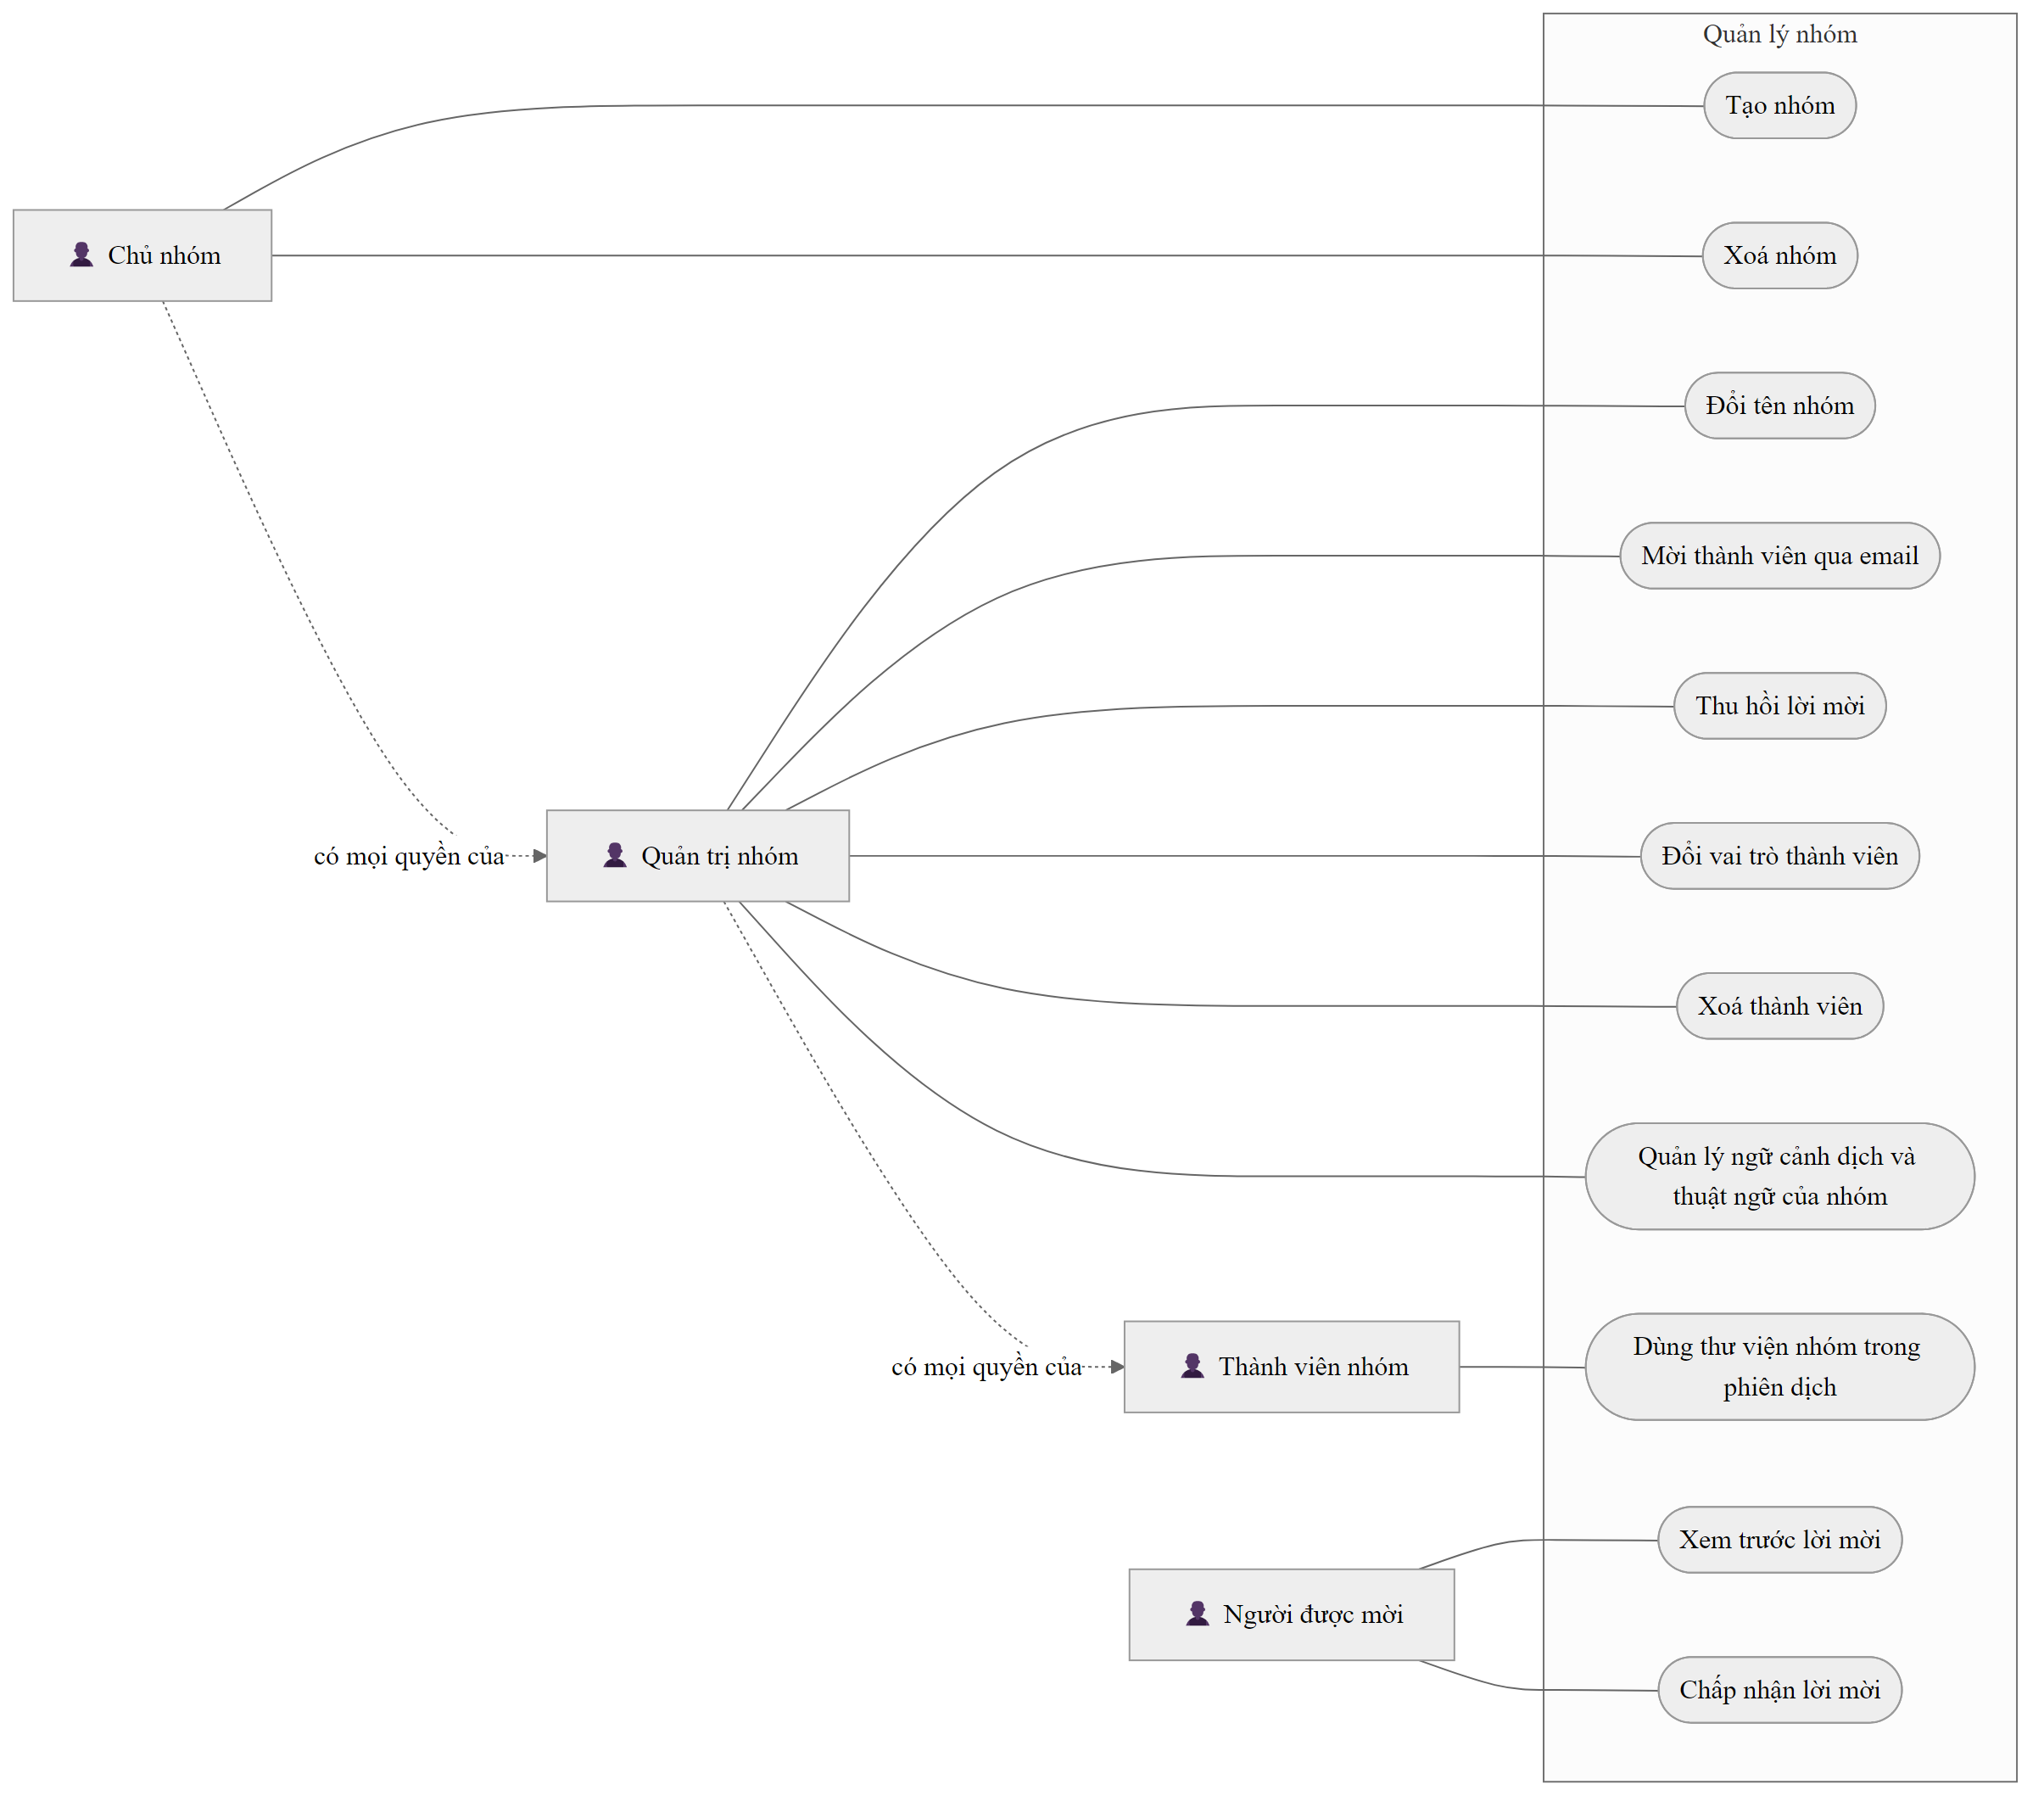 Quản lý nhóm
Tạo nhóm
Chủ nhóm
Xoá nhóm
Đổi tên nhóm
Mời thành viên qua email
Thu hồi lời mời
có mọi quyền của
Quản trị nhóm
Đổi vai trò thành viên
Xoá thành viên
Quản lý ngữ cảnh dịch và
thuật ngữ của nhóm
có mọi quyền của
Thành viên nhóm
Dùng thư viện nhóm trong
phiên dịch
Xem trước lời mời
Người được mời
Chấp nhận lời mời